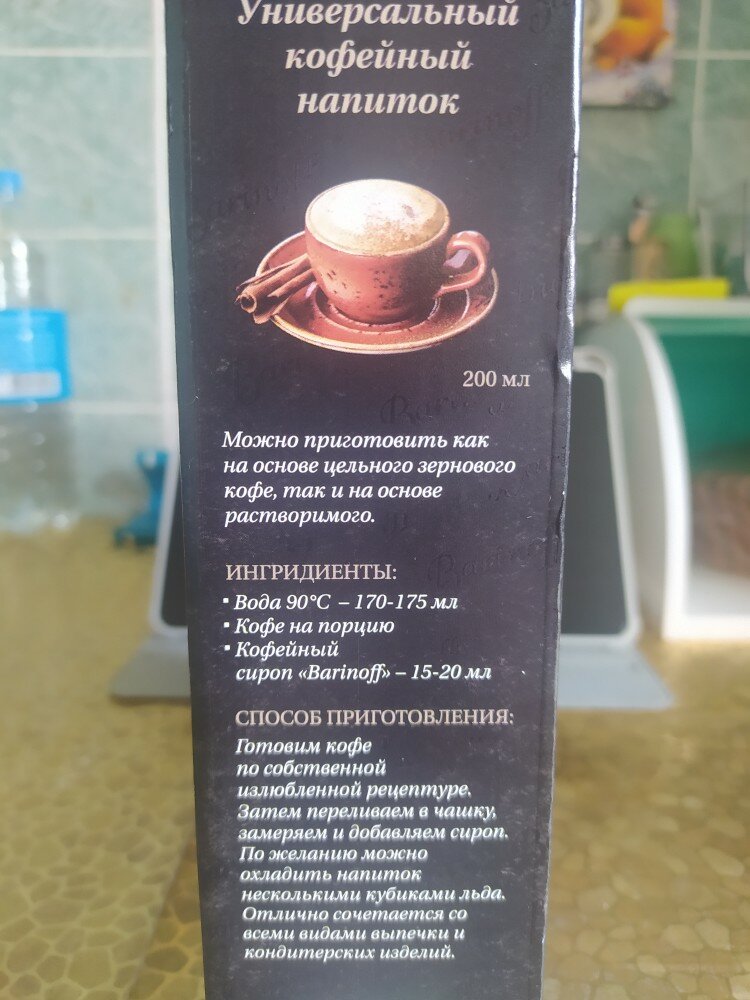 Универсальный
кофейный
напиток
200 мл
Можно приготовить как
на основе цельного зернового
кофе, так и на основе
растворимого.
ИНГРИДИЕНТЫ:
▪ Вода 90°C – 170-175 мл
▪ Кофе на порцию
▪ Кофейный
сироп «Barinoff» – 15-20 мл
СПОСОБ ПРИГОТОВЛЕНИЯ:
Готовим кофе
по собственной
излюбленной рецептуре.
Затем переливаем в чашку,
замеряем и добавляем сироп.
По желанию можно
охладить напиток
несколькими кубиками льда.
Отлично сочетается со
всеми видами выпечки и
кондитерских изделий.